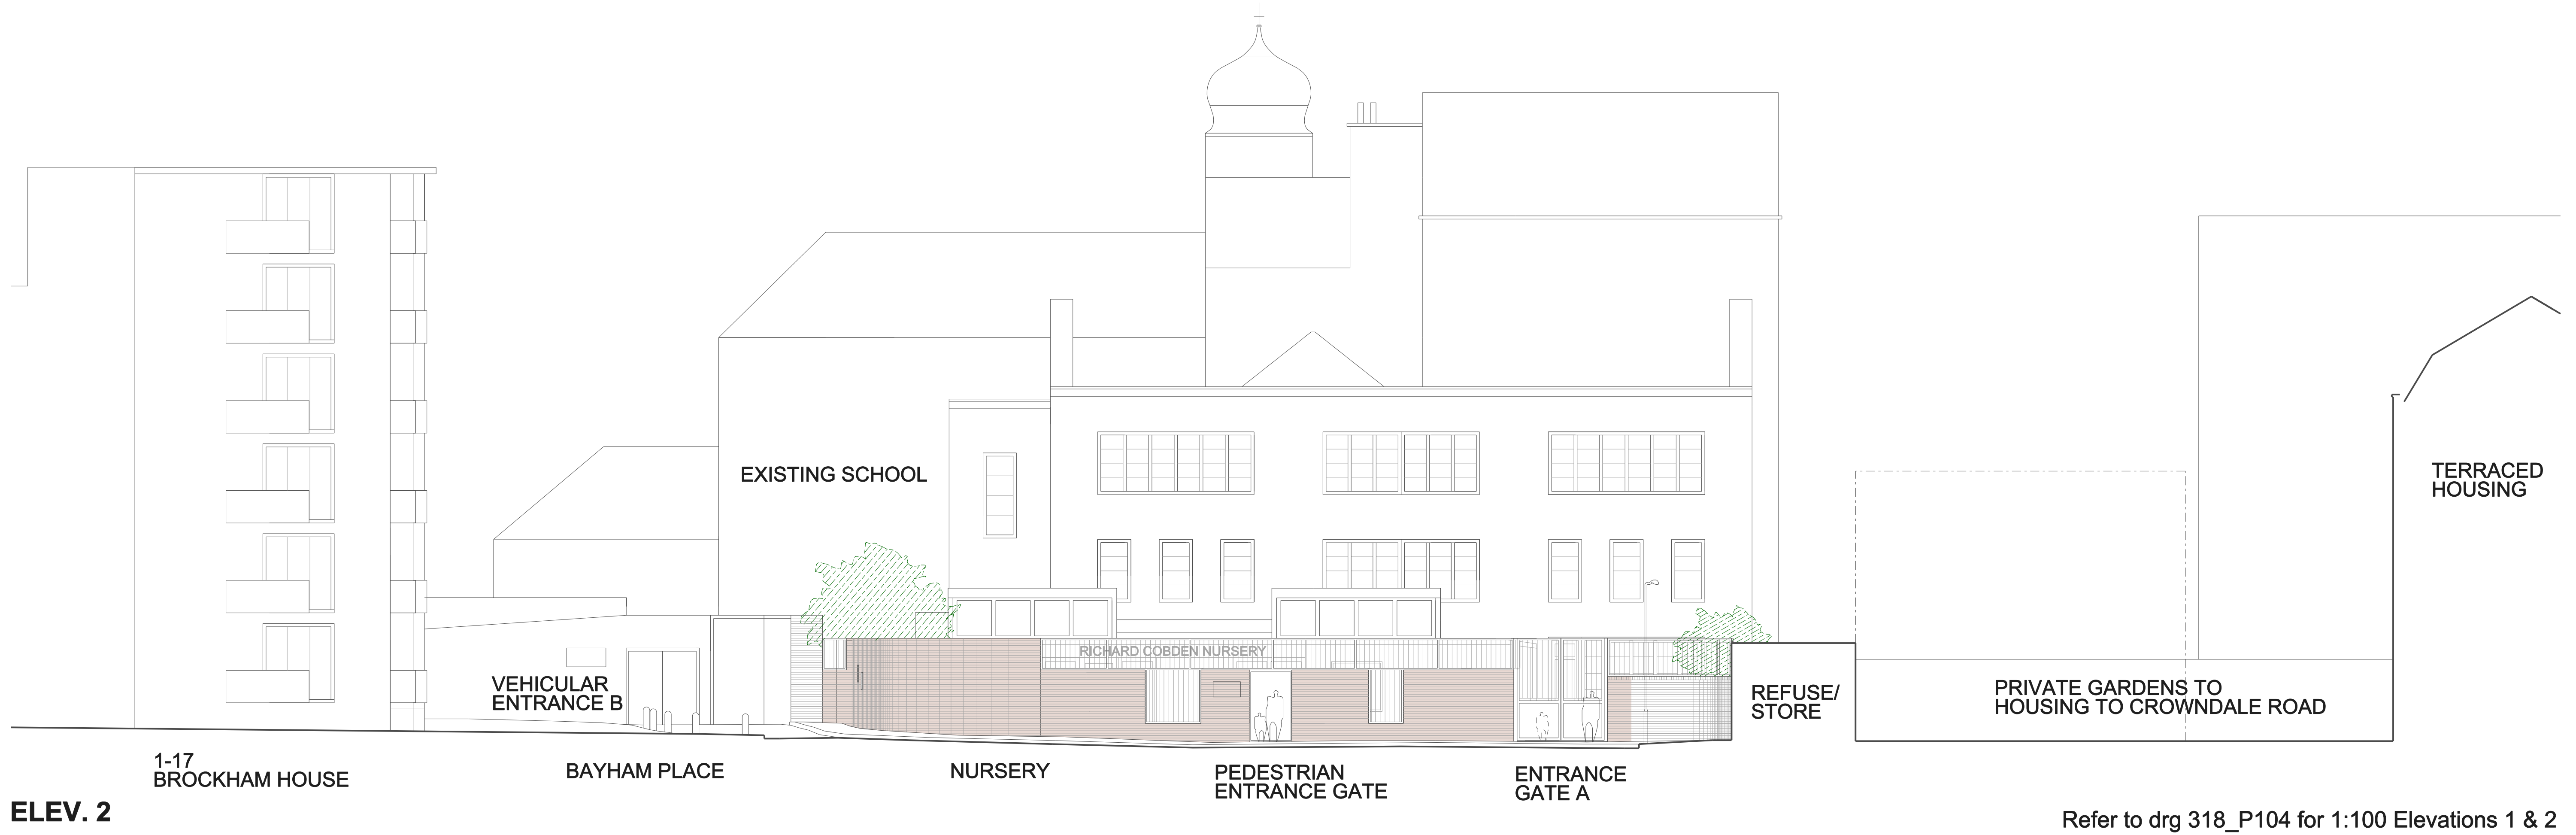 EXISTING SCHOOL
TERRACED
HOUSING
RICHARD COBDEN NURSERY
VEHICULAR
ENTRANCE B
REFUSE/
STORE
PRIVATE GARDENS TO
HOUSING TO CROWNDALE ROAD
1-17
BROCKHAM HOUSE
BAYHAM PLACE
NURSERY
PEDESTRIAN
ENTRANCE GATE
ENTRANCE
GATE A
ELEV. 2
Refer to drg 318_P104 for 1:100 Elevations 1 & 2